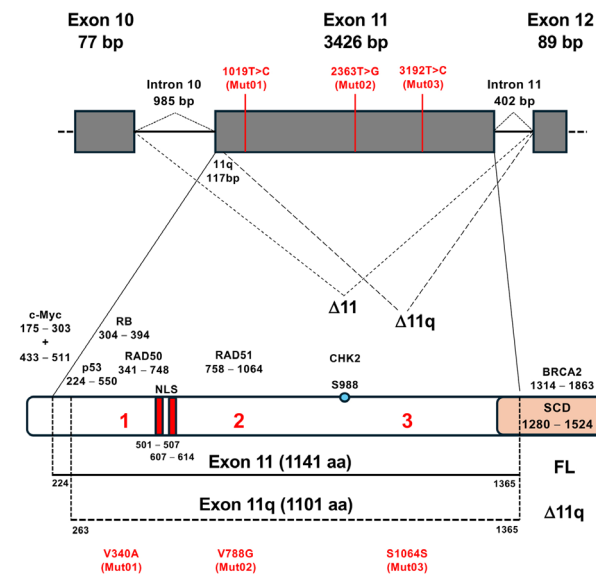 Exon 10
77 bp
Exon 11
3426 bp
Exon 12
89 bp
1019T>C
(Mut01)
2363T>G
(Mut02)
3192T>C
(Mut03)
Intron 10
985 bp
Intron 11
402 bp
11q
117bp
Δ11
Δ11q
c-Myc
175 – 303
+
433 – 511
RB
304 – 394
p53
224 – 550
RAD50
341 – 748
NLS
RAD51
758 – 1064
CHK2
S988
BRCA2
1314 – 1863
1
2
3
SCD
1280 – 1524
501 – 507
607 – 614
Exon 11 (1141 aa)
FL
224
1365
Exon 11q (1101 aa)
Δ11q
263
1365
V340A
(Mut01)
V788G
(Mut02)
S1064S
(Mut03)